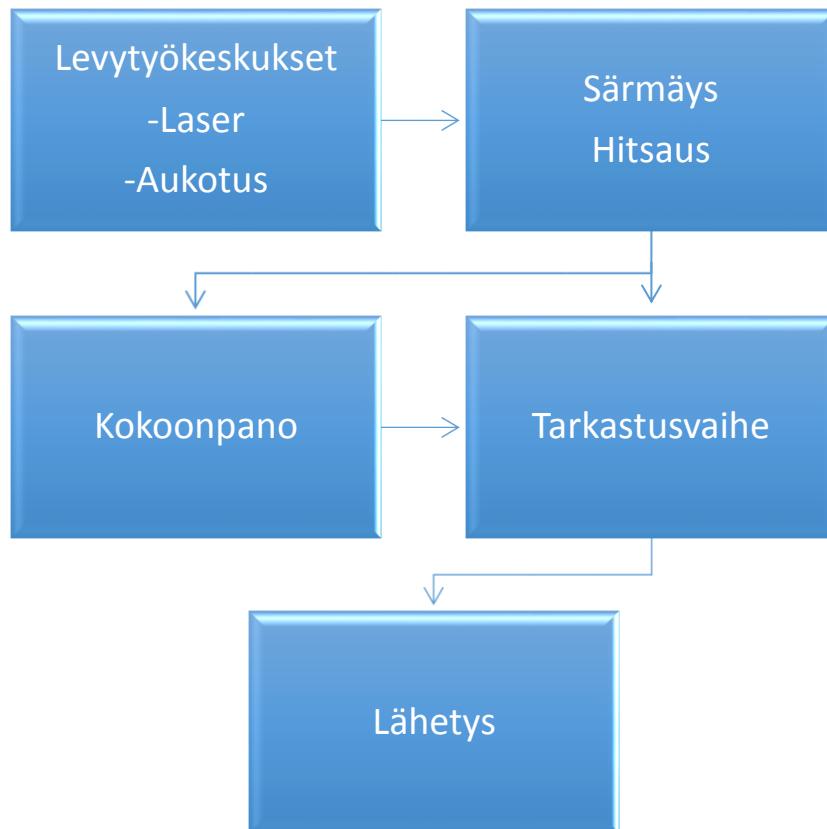 Levytyökeskukset
-Laser
-Aukotus
Särmäys
Hitsaus
Kokoonpano
Tarkastusvaihe
Lähetys